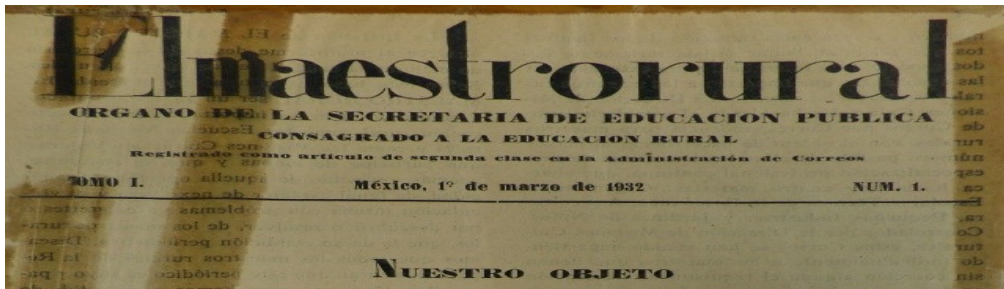 El maestro rural
ORGANO DE LA SECRETARIA DE EDUCACION PUBLICA
CONSAGRADO A LA EDUCACION RURAL
Registrado como artículo de segunda clase en la Administración de Correos
TOMO I. México, 1º de marzo de 1932 NUM. 1.
NUESTRO OBJETO